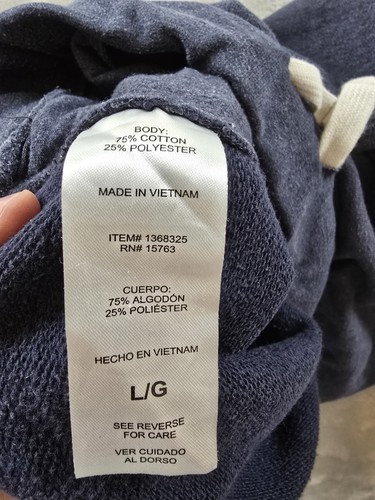 BODY:
75% COTTON
25% POLYESTER
MADE IN VIETNAM
ITEM# 1368325
RN# 15763
CUERPO:
75% ALGODÓN
25% POLIÉSTER
HECHO EN VIETNAM
L/G
SEE REVERSE
FOR CARE
VER CUIDADO
AL DORSO